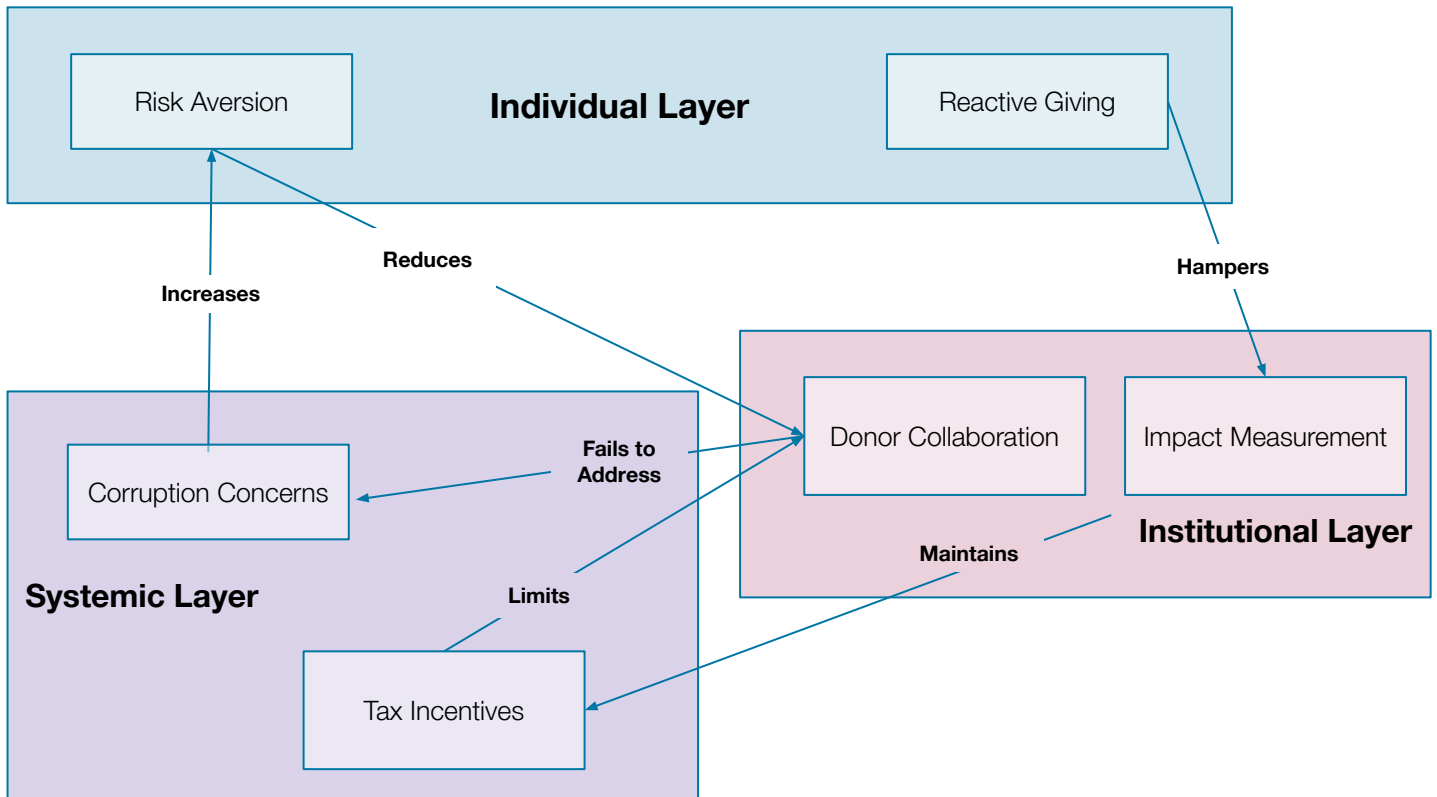 Risk Aversion
Individual Layer
Reactive Giving
Reduces
Hampers
Increases
Donor Collaboration
Impact Measurement
Fails to
Address
Corruption Concerns
Institutional Layer
Maintains
Systemic Layer
Limits
Tax Incentives